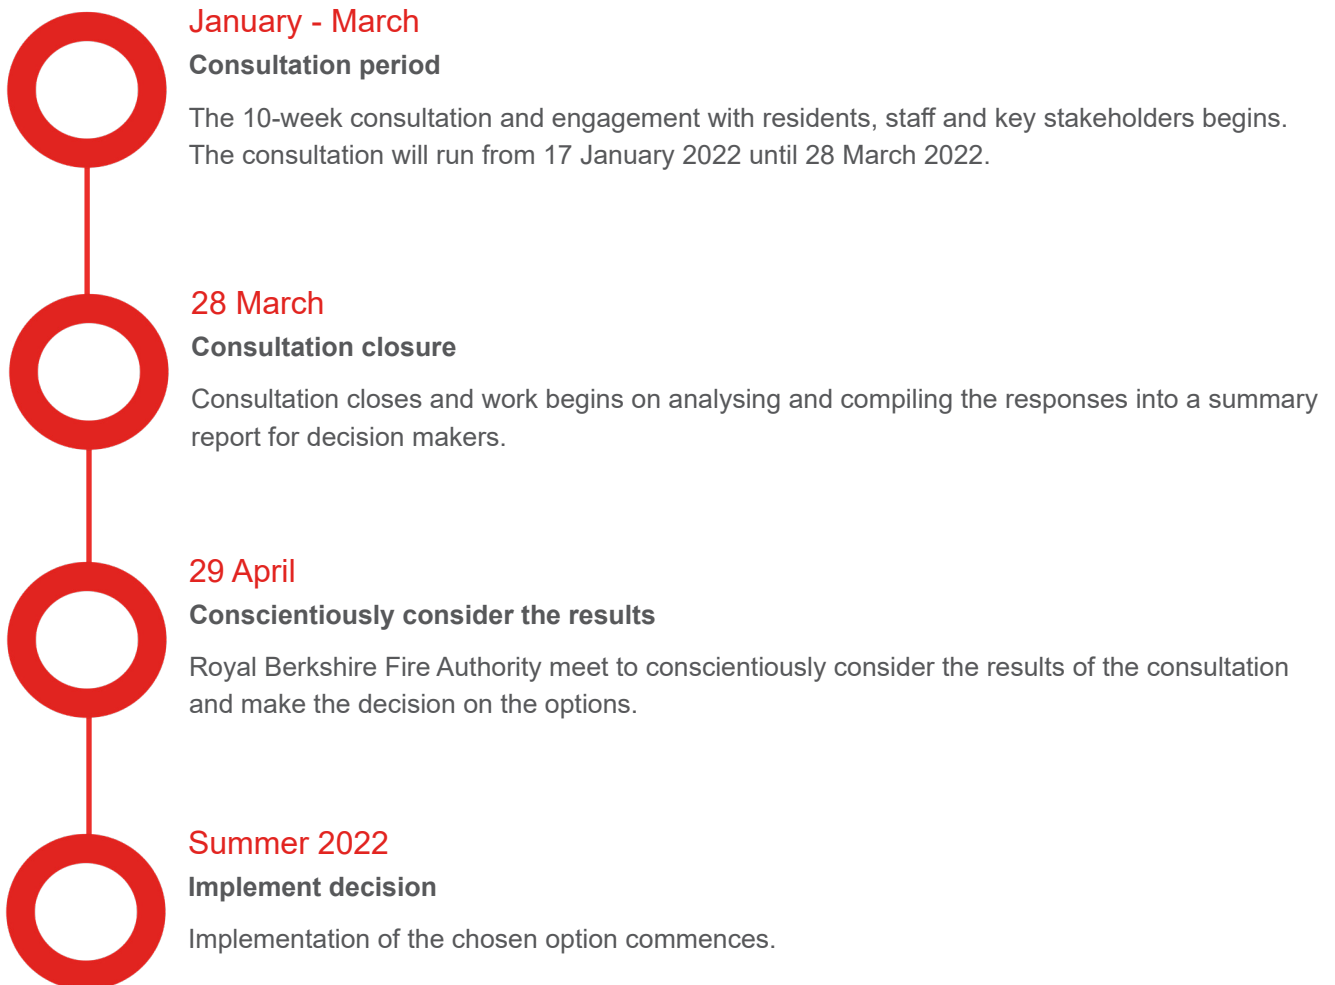 January - March
Consultation period
The 10-week consultation and engagement with residents, staff and key stakeholders begins.
The consultation will run from 17 January 2022 until 28 March 2022.
28 March
Consultation closure
Consultation closes and work begins on analysing and compiling the responses into a summary
report for decision makers.
29 April
Conscientiously consider the results
Royal Berkshire Fire Authority meet to conscientiously consider the results of the consultation
and make the decision on the options.
Summer 2022
Implement decision
Implementation of the chosen option commences.